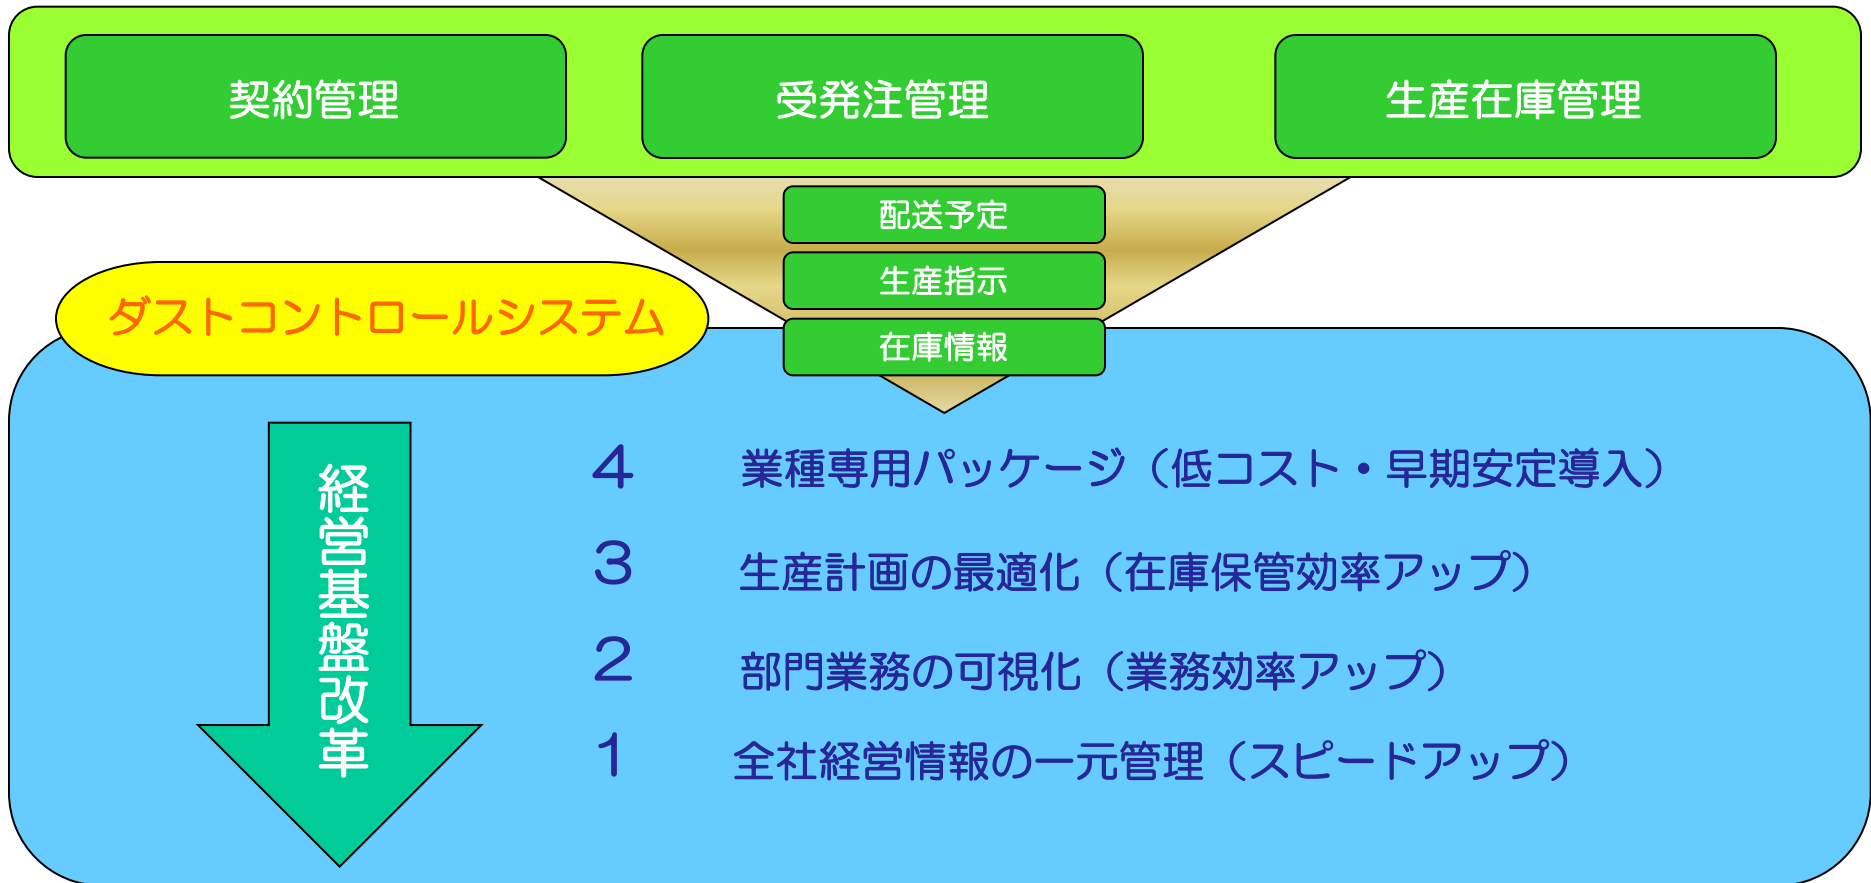 契約管理
受発注管理
生産在庫管理
配送予定
生産指示
在庫情報
ダストコントロールシステム
経営基盤改革
4 業種専用パッケージ（低コスト・早期安定導入）
3 生産計画の最適化（在庫保管効率アップ）
2 部門業務の可視化（業務効率アップ）
1 全社経営情報の一元管理（スピードアップ）